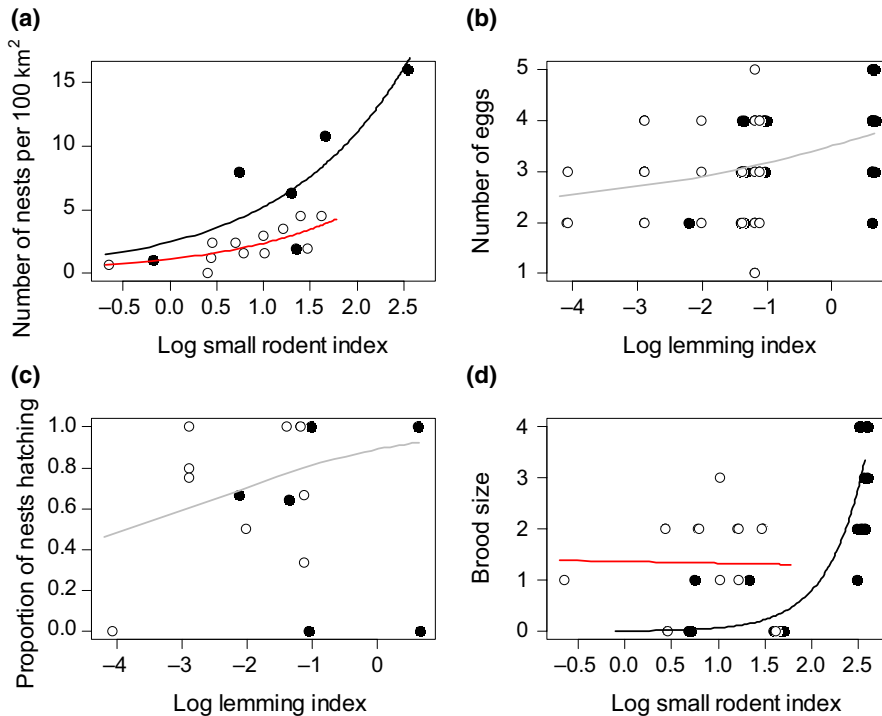 (a)
Number of nests per 100 km²
15
10
5
0
–0.5 0.0 0.5 1.0 1.5 2.0 2.5
Log small rodent index
(b)
Number of eggs
5
4
3
2
1
–4 –3 –2 –1 0
Log lemming index
(c)
Proportion of nests hatching
1.0
0.8
0.6
0.4
0.2
0.0
–4 –3 –2 –1 0
Log lemming index
(d)
Brood size
4
3
2
1
0
–0.5 0.0 0.5 1.0 1.5 2.0 2.5
Log small rodent index